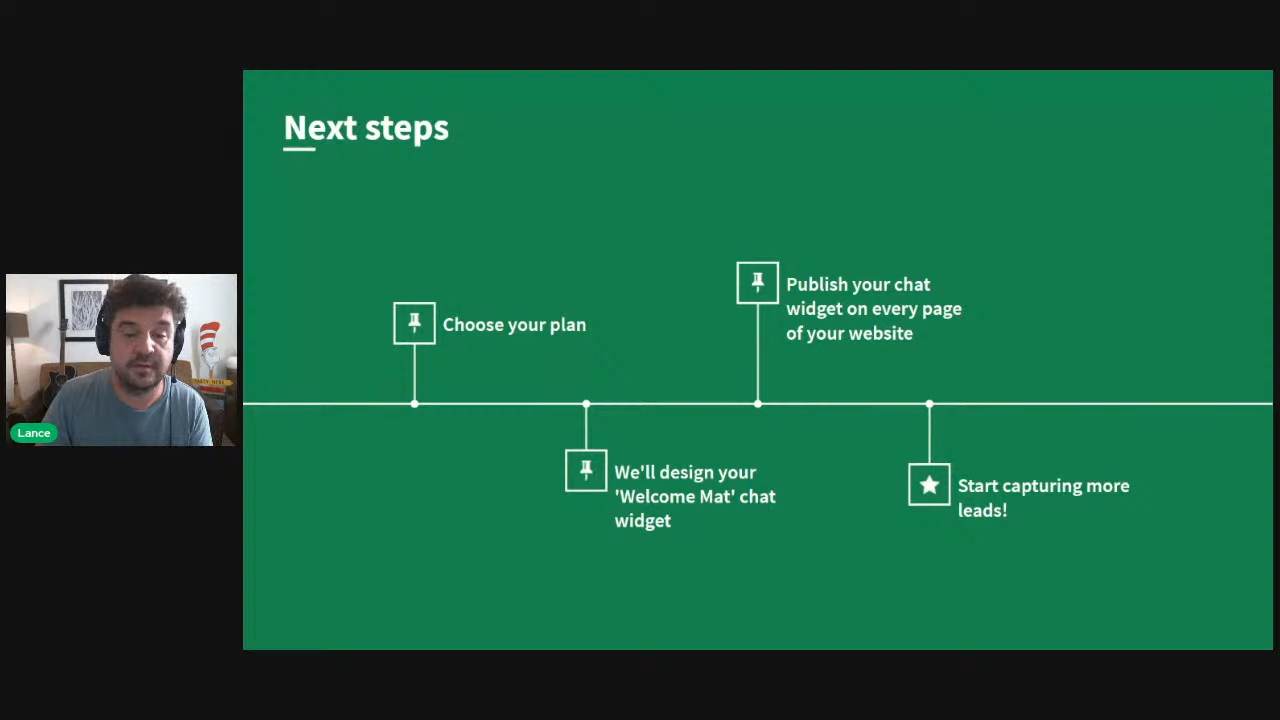 Next steps
Choose your plan
We'll design your
'Welcome Mat' chat
widget
Publish your chat
widget on every page
of your website
Start capturing more
leads!
Lance